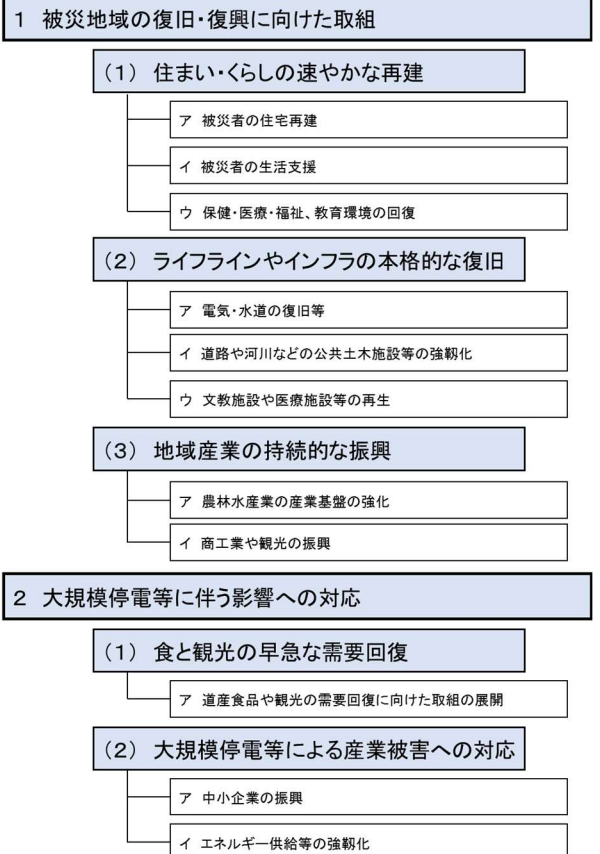 1 被災地域の復旧・復興に向けた取組
(1) 住まい・くらしの速やかな再建
ア 被災者の住宅再建
イ 被災者の生活支援
ウ 保健・医療・福祉、教育環境の回復
(2) ライフラインやインフラの本格的な復旧
ア 電気・水道の復旧等
イ 道路や河川などの公共土木施設等の強靱化
ウ 文教施設や医療施設等の再生
(3) 地域産業の持続的な振興
ア 農林水産業の産業基盤の強化
イ 商工業や観光の振興
2 大規模停電等に伴う影響への対応
(1) 食と観光の早急な需要回復
ア 道産食品や観光の需要回復に向けた取組の展開
(2) 大規模停電等による産業被害への対応
ア 中小企業の振興
イ エネルギー供給等の強靱化